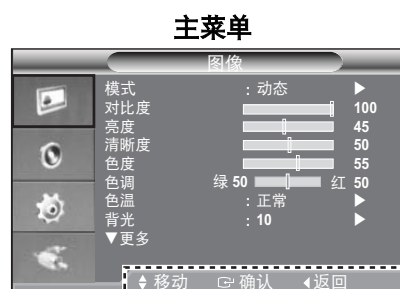 主菜单
图像
模式 : 动态 ▶
对比度 100
亮度 45
清晰度 50
色度 55
色调 绿 50 红 50
色温 : 正常 ▶
背光 : 10 ▶
▼更多
移动 确认 返回